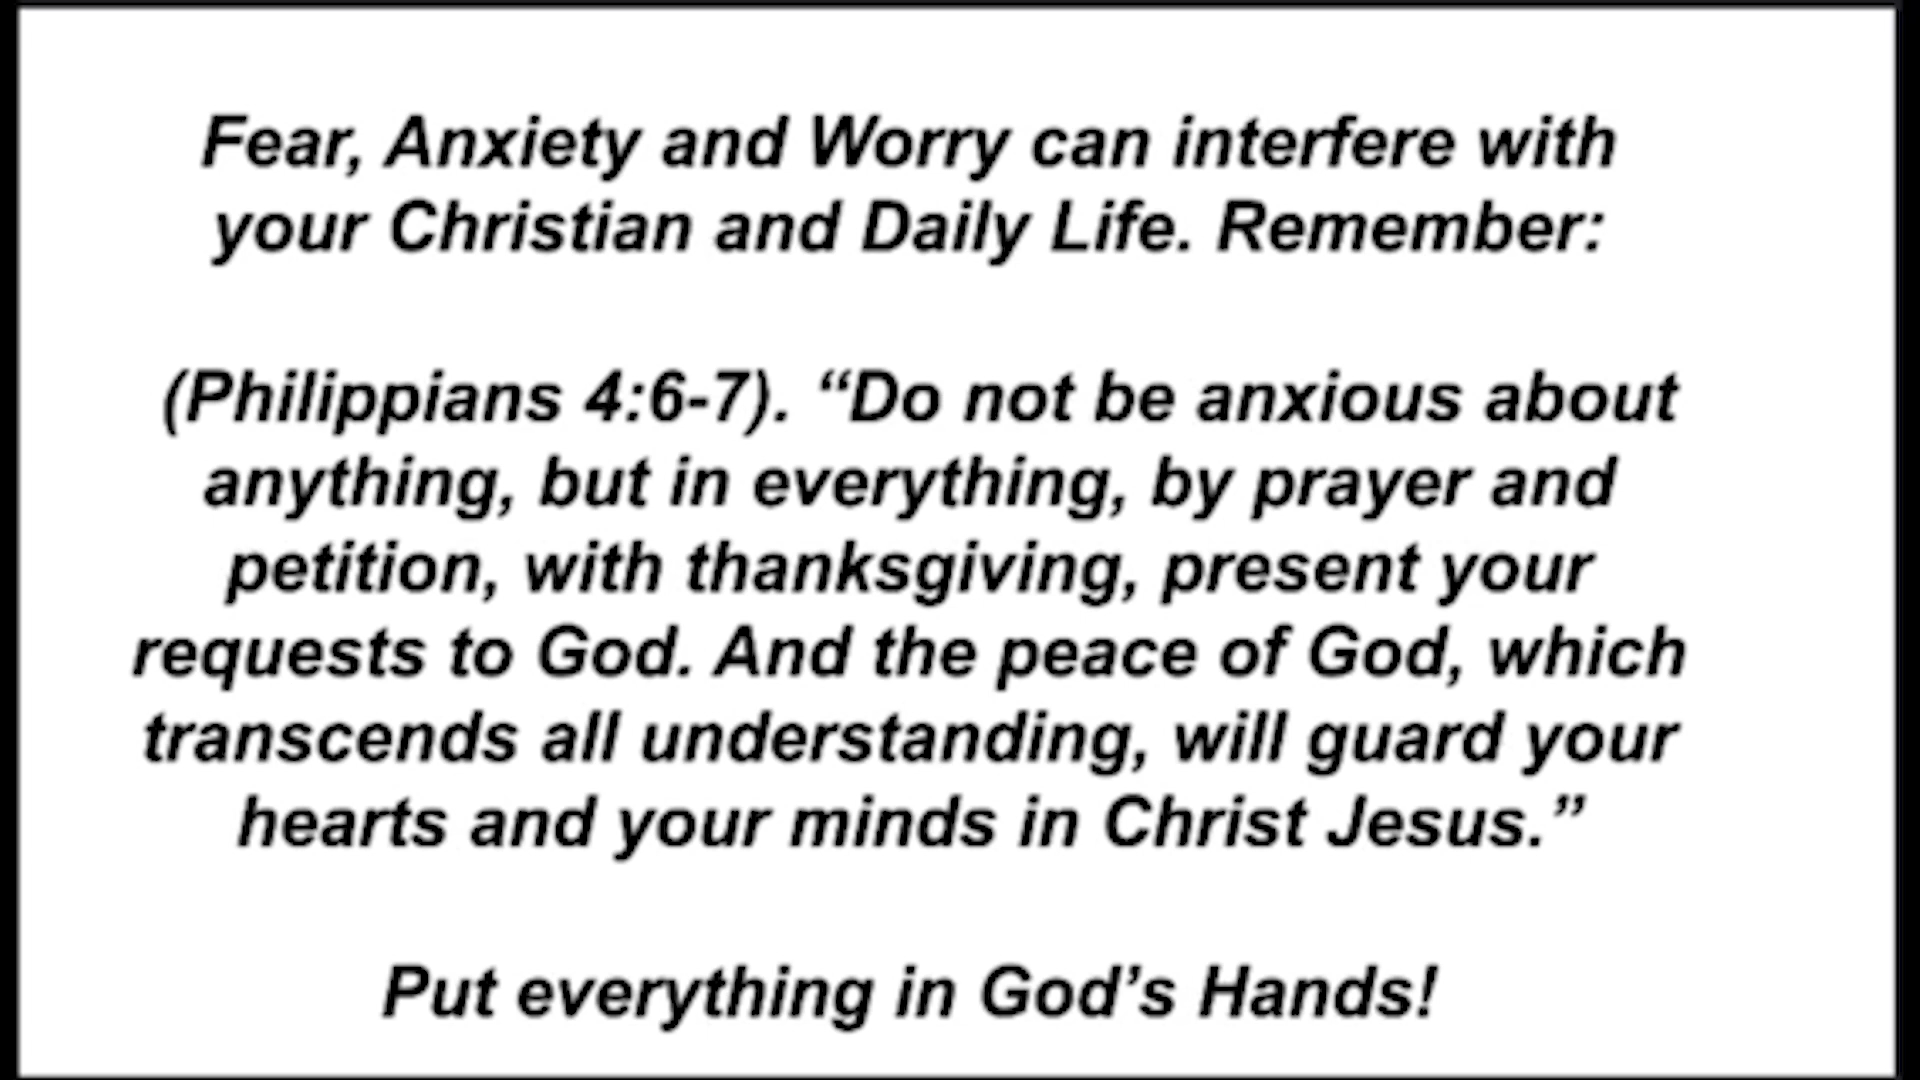 Fear, Anxiety and Worry can interfere with
your Christian and Daily Life. Remember:
(Philippians 4:6-7). “Do not be anxious about
anything, but in everything, by prayer and
petition, with thanksgiving, present your
requests to God. And the peace of God, which
transcends all understanding, will guard your
hearts and your minds in Christ Jesus.”
Put everything in God’s Hands!